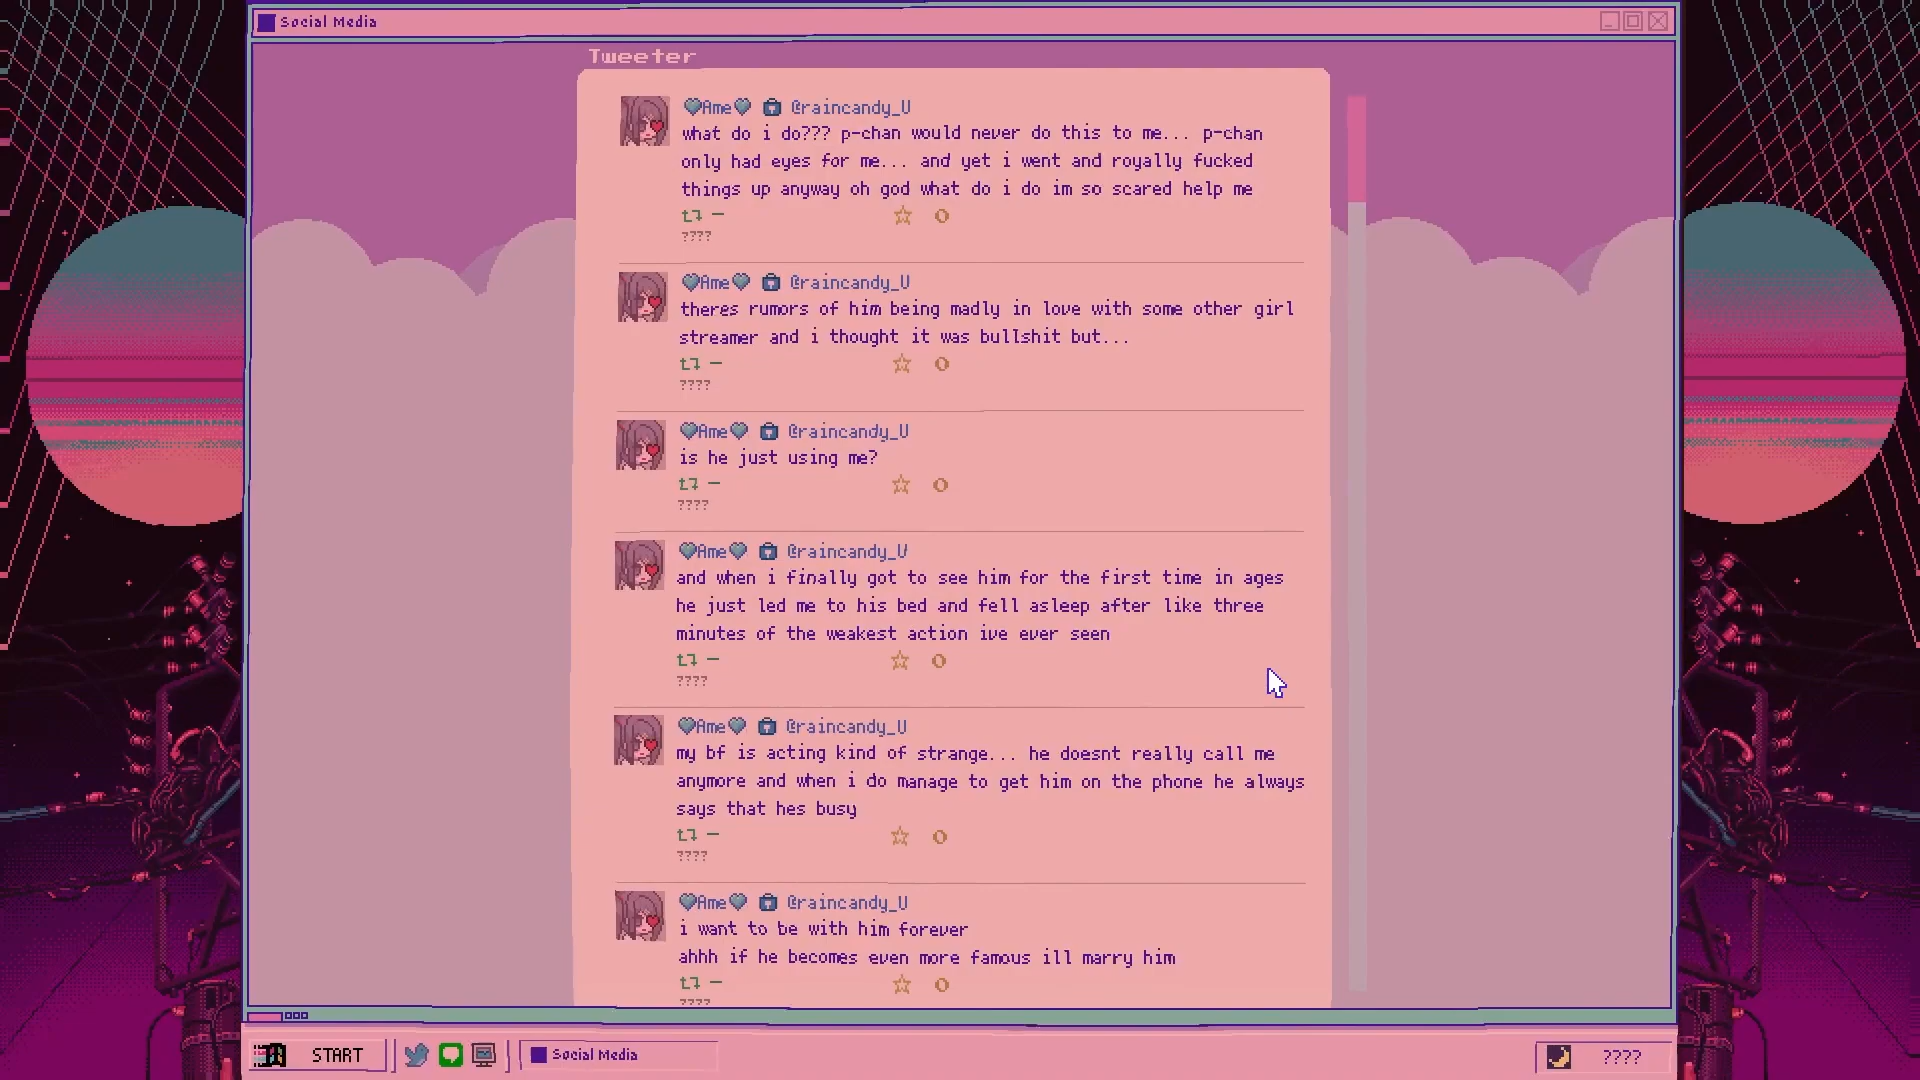 Social Media
Tweeter
Ame @raincandy_U
what do i do??? p-chan would never do this to me... p-chan
only had eyes for me... and yet i went and royally fucked
things up anyway oh god what do i do im so scared help me
— 0
????
Ame @raincandy_U
theres rumors of him being madly in love with some other girl
streamer and i thought it was bullshit but...
— 0
????
Ame @raincandy_U
is he just using me?
— 0
????
Ame @raincandy_U
and when i finally got to see him for the first time in ages
he just led me to his bed and fell asleep after like three
minutes of the weakest action ive ever seen
— 0
????
Ame @raincandy_U
my bf is acting kind of strange... he doesnt really call me
anymore and when i do manage to get him on the phone he always
says that hes busy
— 0
????
Ame @raincandy_U
i want to be with him forever
ahhh if he becomes even more famous ill marry him
— 0
????
START Social Media ????